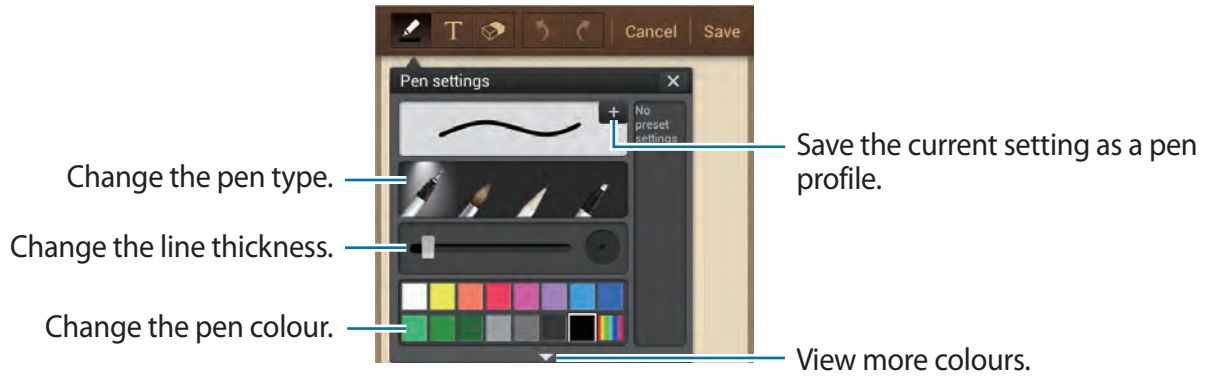 T Cancel Save
Pen settings
No
preset
settings
Save the current setting as a pen
profile.
Change the pen type.
Change the line thickness.
Change the pen colour.
View more colours.